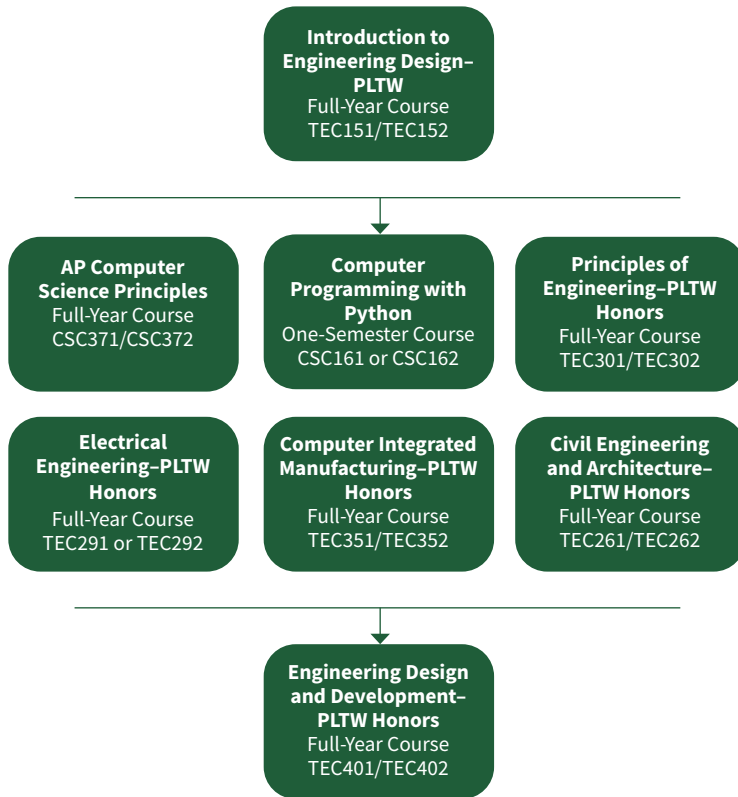 Introduction to
Engineering Design–
PLTW
Full-Year Course
TEC151/TEC152
AP Computer
Science Principles
Full-Year Course
CSC371/CSC372
Computer
Programming with
Python
One-Semester Course
CSC161 or CSC162
Principles of
Engineering–PLTW
Honors
Full-Year Course
TEC301/TEC302
Electrical
Engineering–PLTW
Honors
Full-Year Course
TEC291 or TEC292
Computer Integrated
Manufacturing–PLTW
Honors
Full-Year Course
TEC351/TEC352
Civil Engineering
and Architecture–
PLTW Honors
Full-Year Course
TEC261/TEC262
Engineering Design
and Development–
PLTW Honors
Full-Year Course
TEC401/TEC402